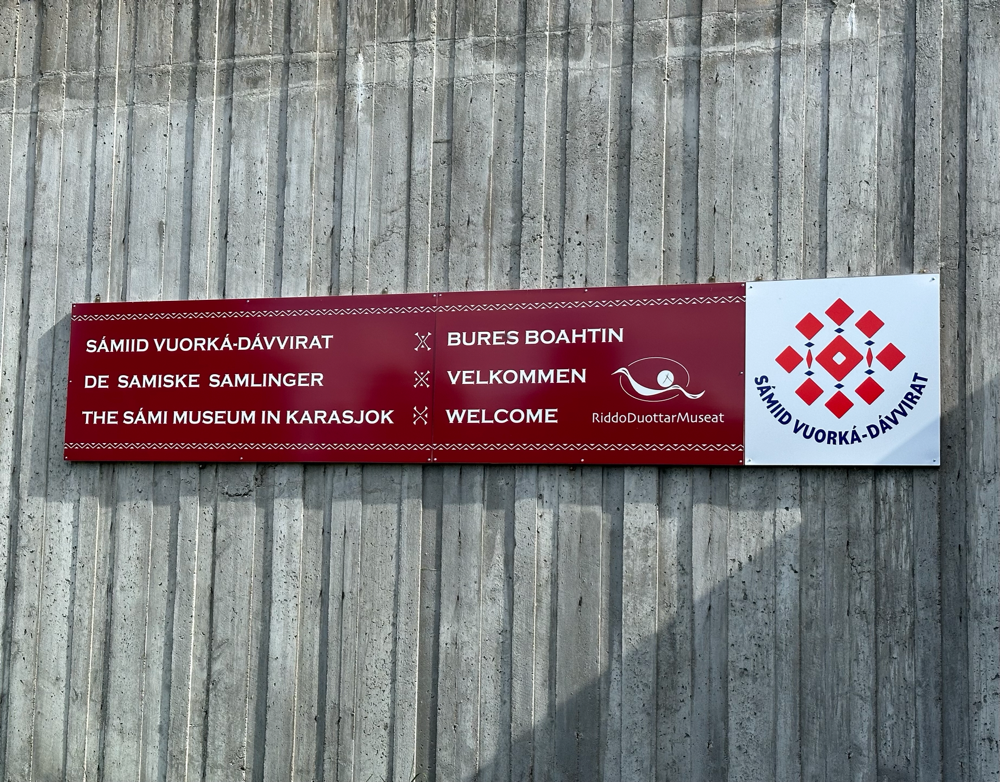 SÁMIID VUORKÁ-DÁVVIRAT
DE SAMISKE SAMLINGER
THE SÁMI MUSEUM IN KARASJOK
BURES BOAHTIN
VELKOMMEN
WELCOME
RiddoDuottarMuseat
SÁMIID VUORKÁ-DÁVVIRAT